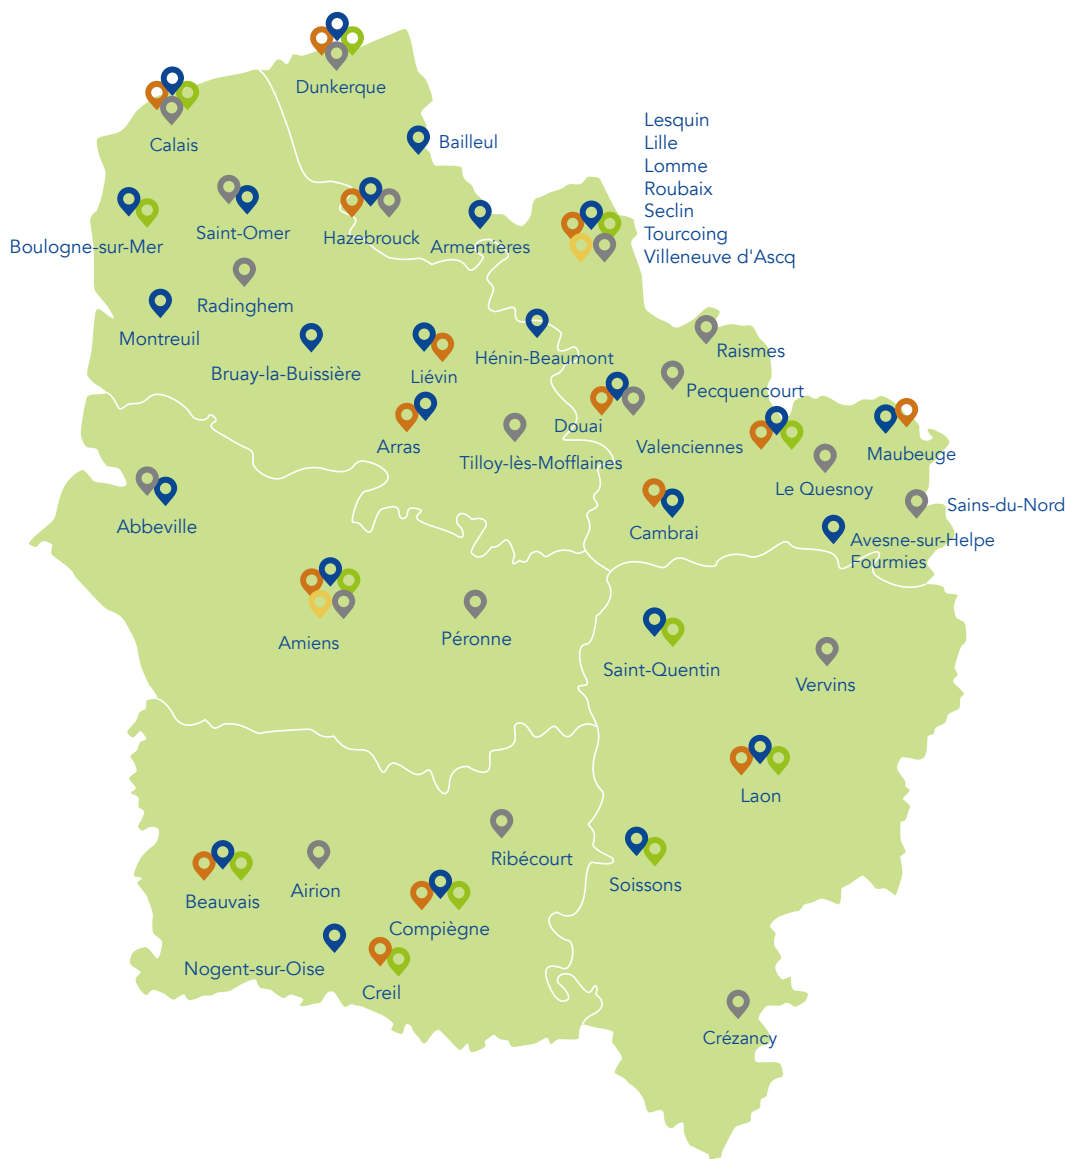 Dunkerque
Lesquin
Lille
Lomme
Roubaix
Seclin
Tourcoing
Villeneuve d'Ascq
Calais
Bailleul
Boulogne-sur-Mer
Saint-Omer
Hazebrouck
Armentières
Radinghem
Montreuil
Bruay-la-Buissière
Liévin
Hénin-Beaumont
Raismes
Pecquencourt
Arras
Douai
Valenciennes
Maubeuge
Tilloy-lès-Mofflaines
Le Quesnoy
Sains-du-Nord
Abbeville
Cambrai
Avesne-sur-Helpe
Fourmies
Amiens
Péronne
Saint-Quentin
Vervins
Laon
Ribécourt
Soissons
Beauvais
Airion
Compiègne
Nogent-sur-Oise
Creil
Crézancy